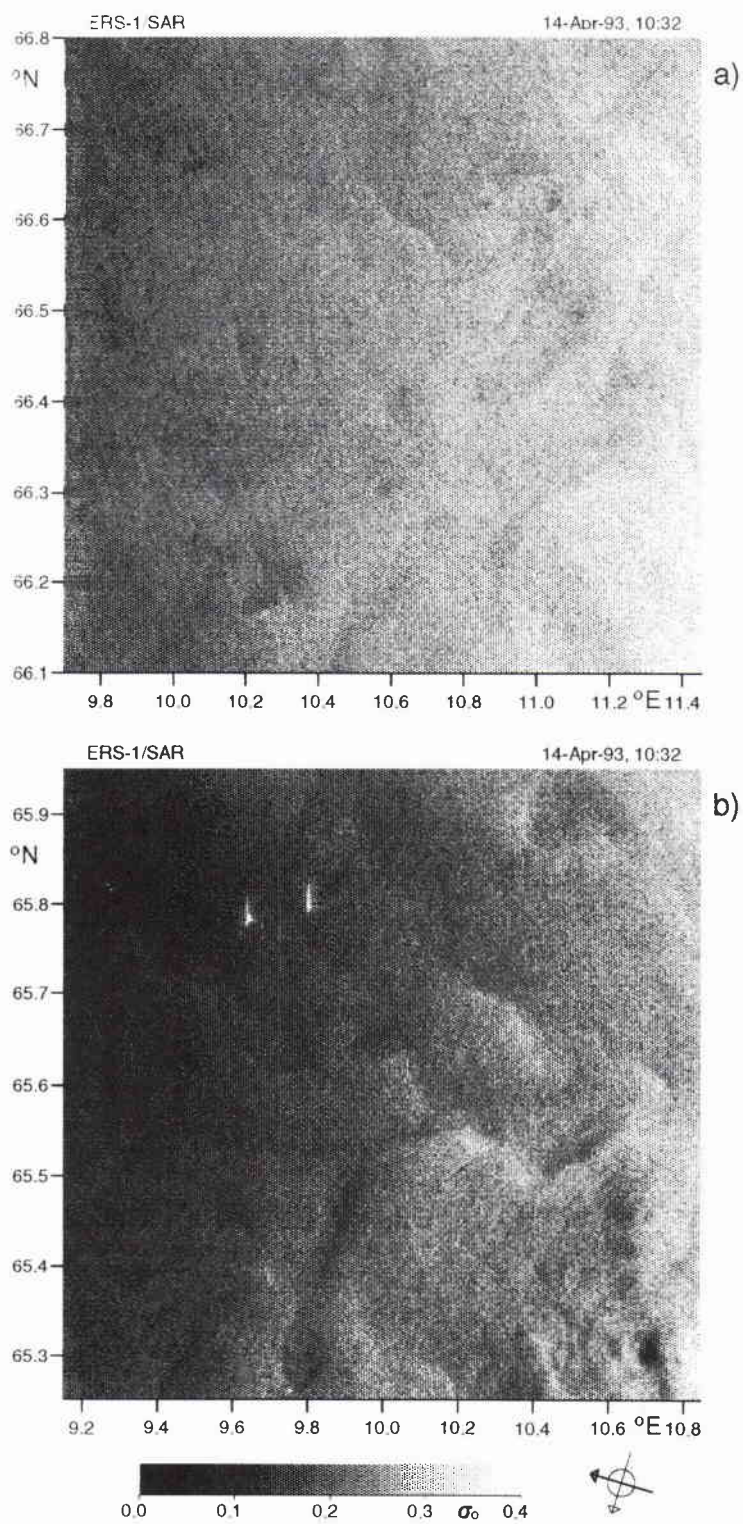 ERS-1/SAR 14-Apr-93, 10:32
a)
66.8
°N
66.7
66.6
66.5
66.4
66.3
66.2
66.1
9.8 10.0 10.2 10.4 10.6 10.8 11.0 11.2 °E 11.4
ERS-1/SAR 14-Apr-93, 10:32
b)
65.9
°N
65.8
65.7
65.6
65.5
65.4
65.3
9.2 9.4 9.6 9.8 10.0 10.2 10.4 10.6 °E 10.8
0.0 0.1 0.2 0.3 σ₀ 0.4